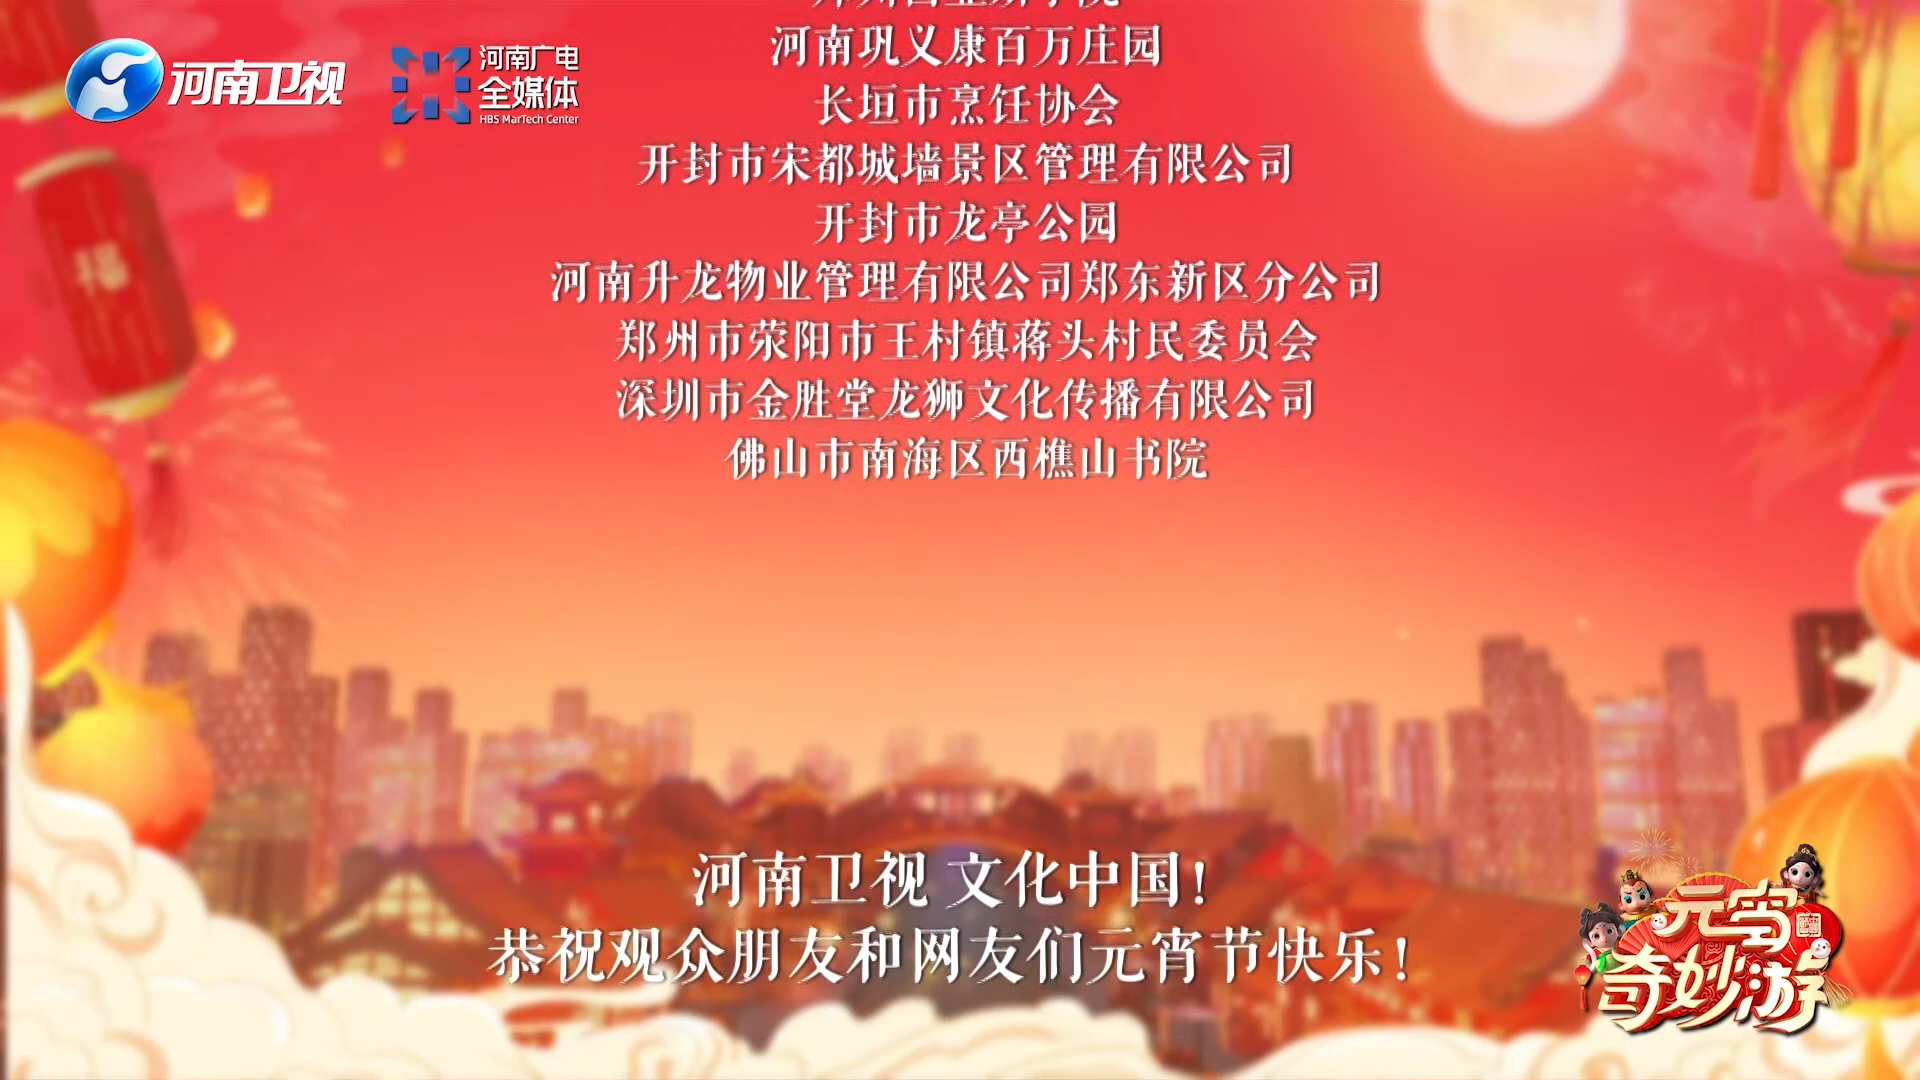 河南卫视
河南广电
全媒体
HBS MarTech Center
河南巩义康百万庄园
长垣市烹饪协会
开封市宋都城墙景区管理有限公司
开封市龙亭公园
河南升龙物业管理有限公司郑东新区分公司
郑州市荥阳市王村镇蒋头村民委员会
深圳市金胜堂龙狮文化传播有限公司
佛山市南海区西樵山书院
福
河南卫视 文化中国！
恭祝观众朋友和网友们元宵节快乐！
元宵
奇妙游